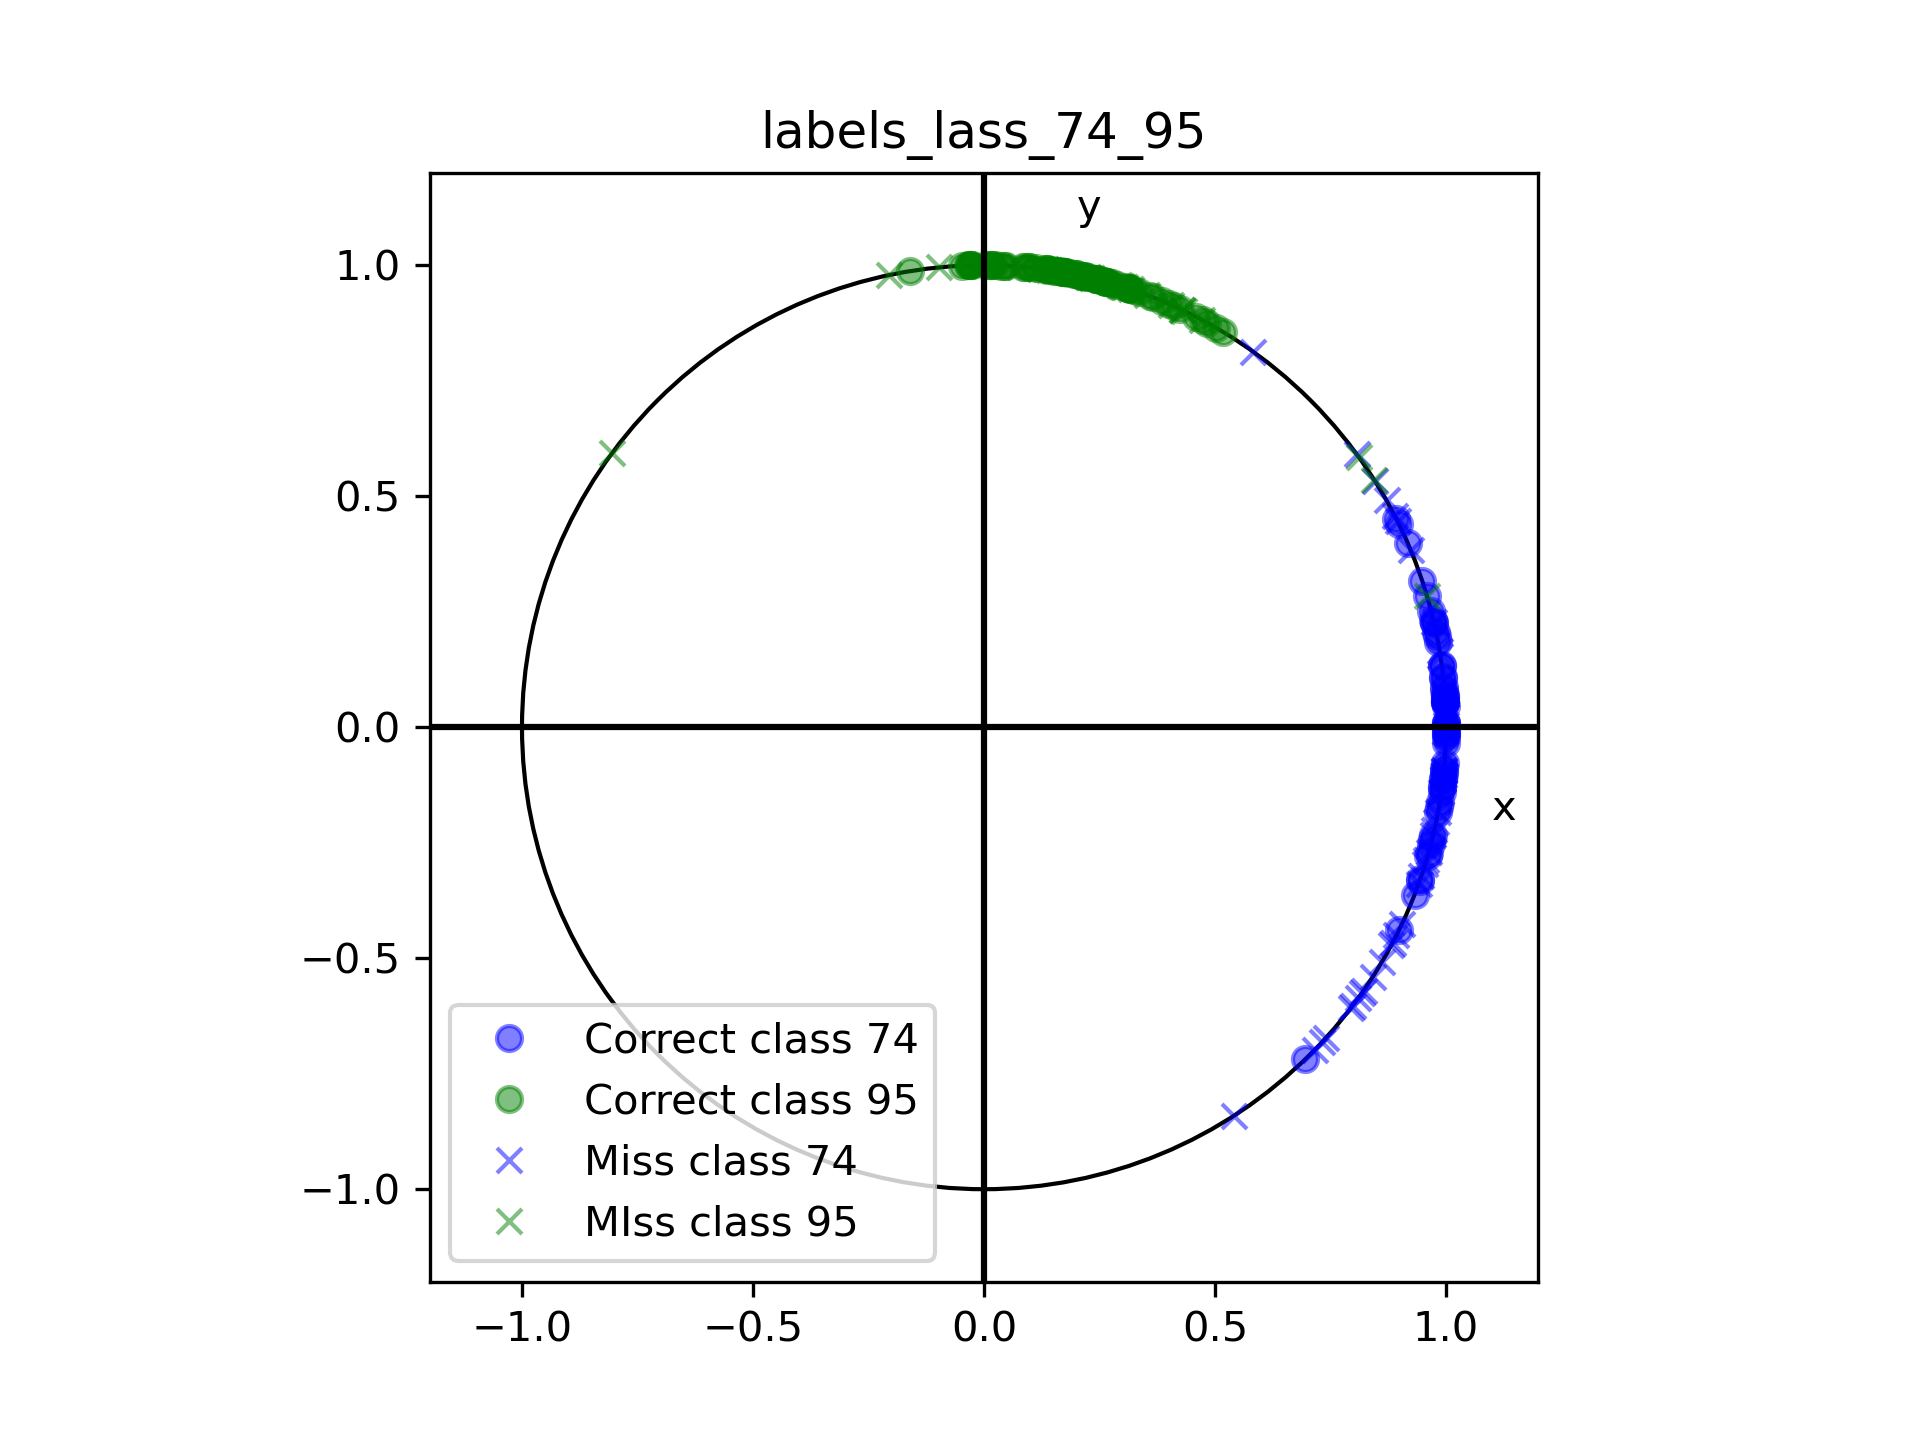 labels_lass_74_95
y
1.0
0.5
0.0
x
−0.5
−1.0
Correct class 74
Correct class 95
Miss class 74
MIss class 95
−1.0 −0.5 0.0 0.5 1.0